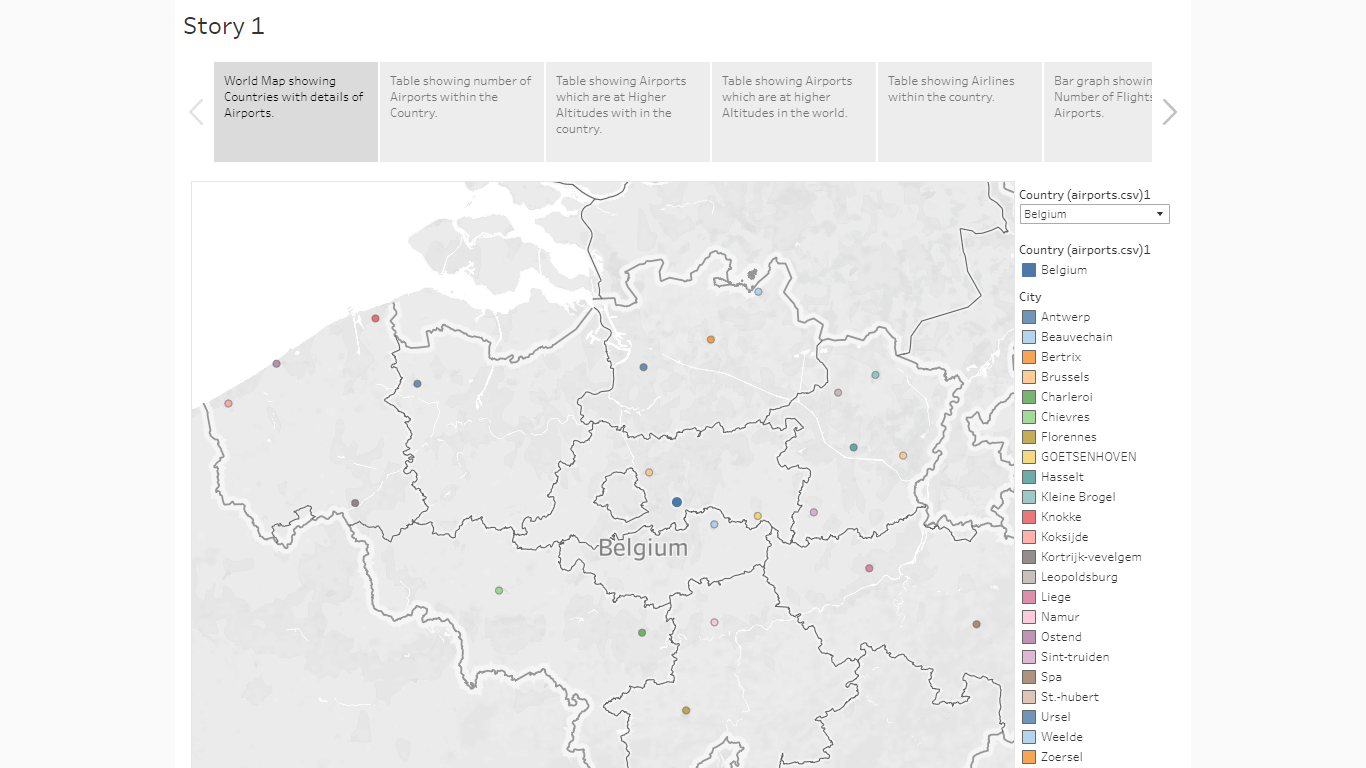 Story 1
World Map showing
Countries with details of
Airports.
Table showing number of
Airports within the
Country.
Table showing Airports
which are at Higher
Altitudes with in the
country.
Table showing Airports
which are at higher
Altitudes in the world.
Table showing Airlines
within the country.
Bar graph showin
Number of Flights
Airports.
Country (airports.csv)1
Belgium
Country (airports.csv)1
Belgium
City
Antwerp
Beauvechain
Bertrix
Brussels
Charleroi
Chievres
Florennes
GOETSENHOVEN
Hasselt
Kleine Brogel
Knokke
Koksijde
Kortrijk-vevelgem
Leopoldsburg
Liege
Namur
Ostend
Sint-truiden
Spa
St.-hubert
Ursel
Weelde
Zoersel
Belgium